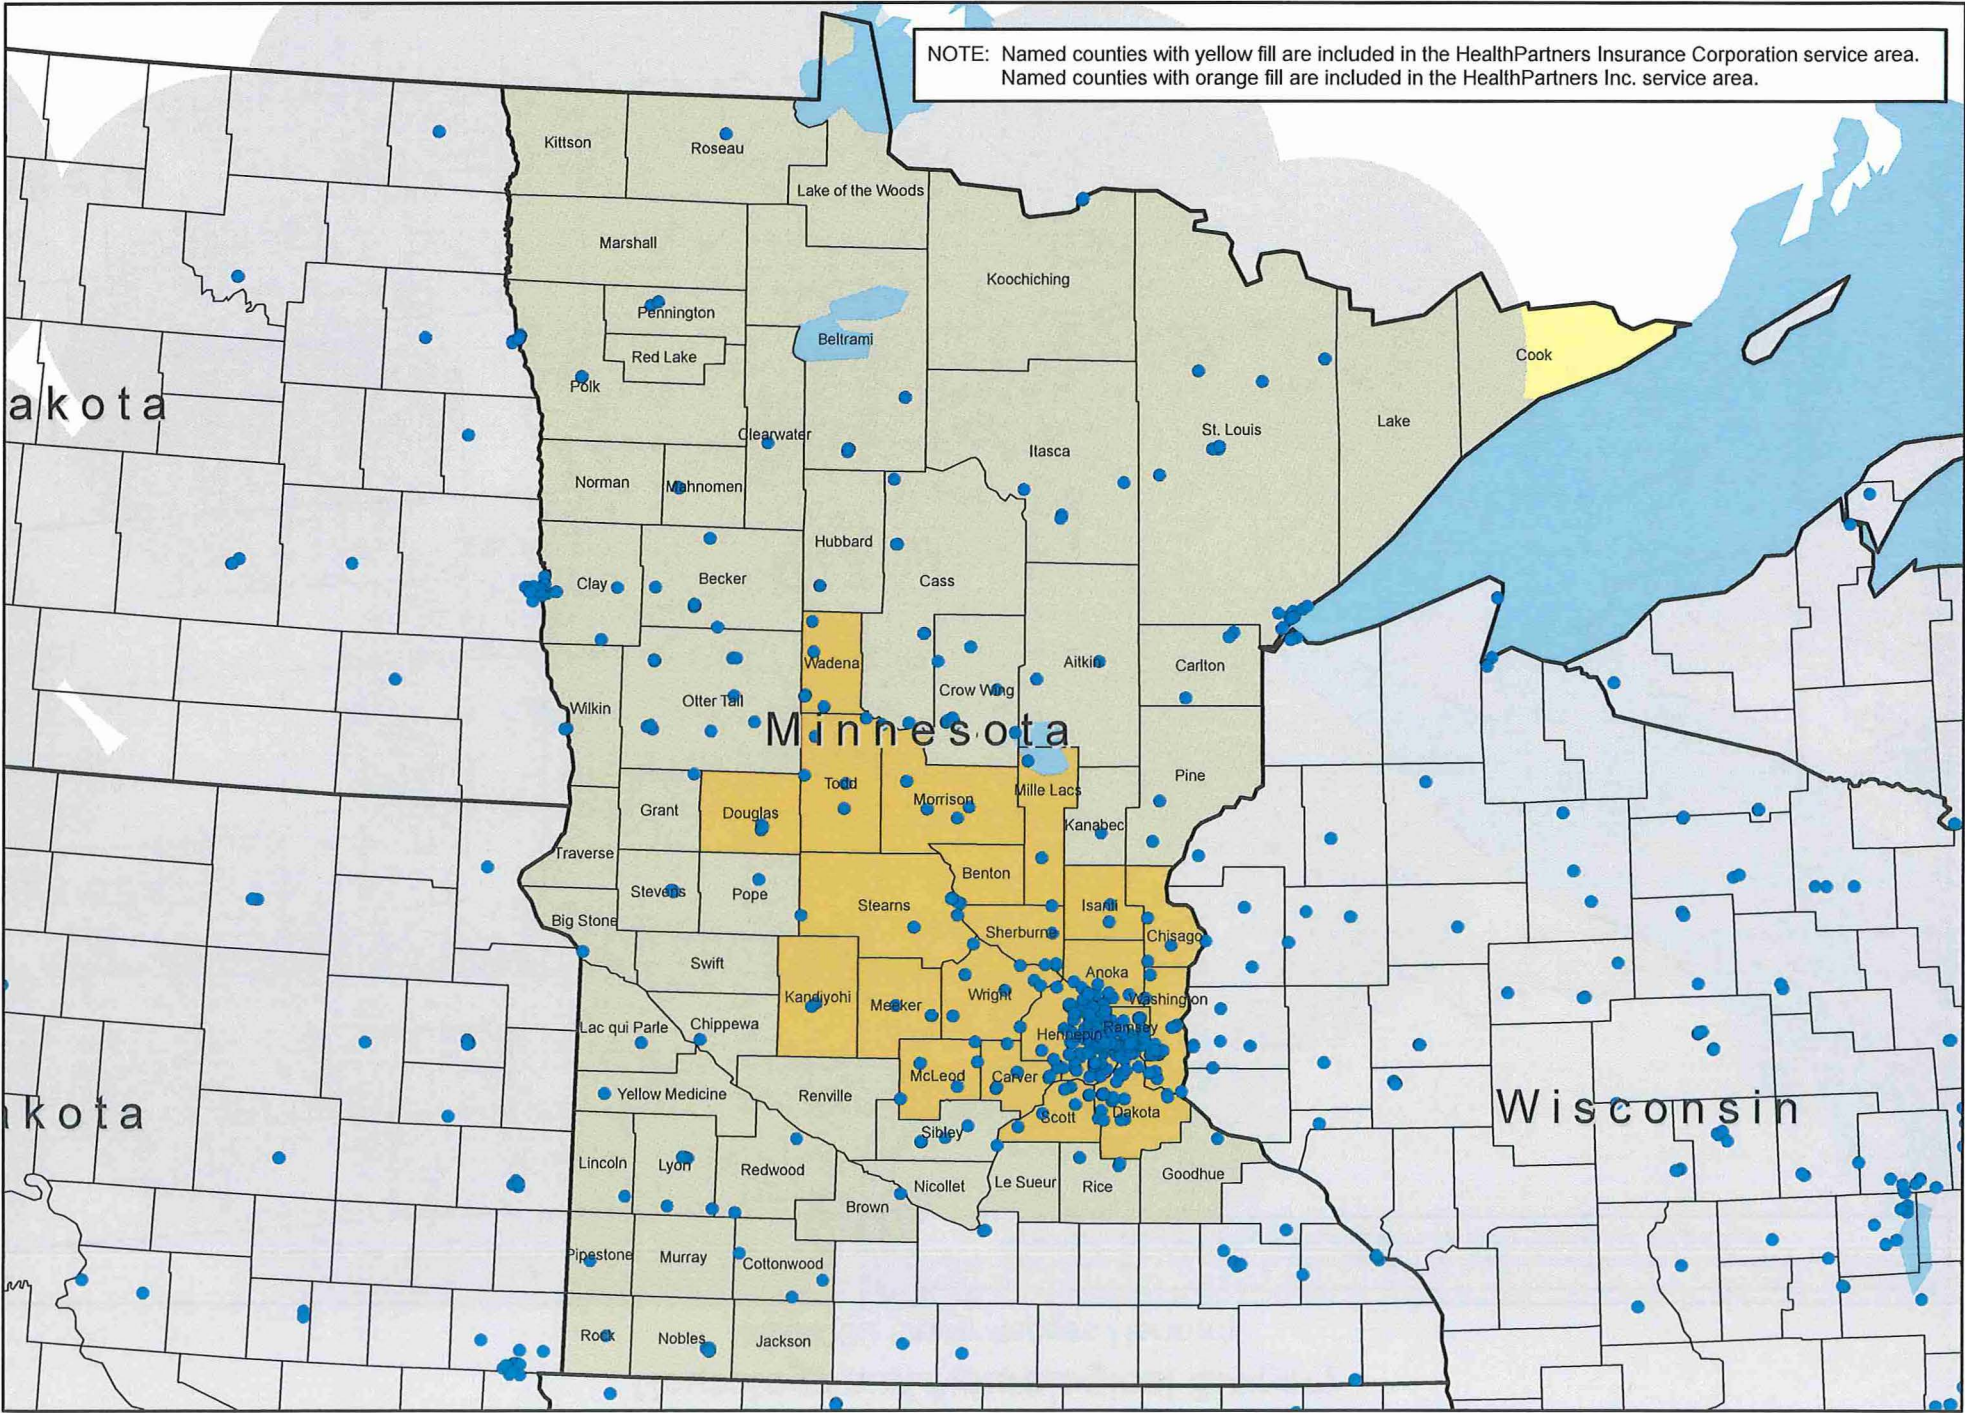 NOTE: Named counties with yellow fill are included in the HealthPartners Insurance Corporation service area.
Named counties with orange fill are included in the HealthPartners Inc. service area.
Kittson
Roseau
Lake of the Woods
Marshall
Koochiching
Pennington
Beltrami
Red Lake
Cook
Polk
akota
Lake
Clearwater
St. Louis
Itasca
Norman
Mahnomen
Hubbard
Clay
Becker
Cass
Wadena
Aitkin
Carlton
Crow Wing
Otter Tail
Wilkin
Minnesota
Pine
Todd
Mille Lacs
Morrison
Grant
Douglas
Kanabec
Traverse
Benton
Stevens
Pope
Stearns
Isanti
Big Stone
Sherburne
Chisago
Swift
Anoka
Kandiyohi
Wright
Washington
Meeker
Lac qui Parle
Chippewa
Ramsey
Hennepin
McLeod
Carver
Yellow Medicine
Renville
Wisconsin
kota
Scott
Dakota
Sibley
Lincoln
Lyon
Redwood
Goodhue
Le Sueur
Nicollet
Rice
Brown
Pipestone
Murray
Cottonwood
Rock
Nobles
Jackson